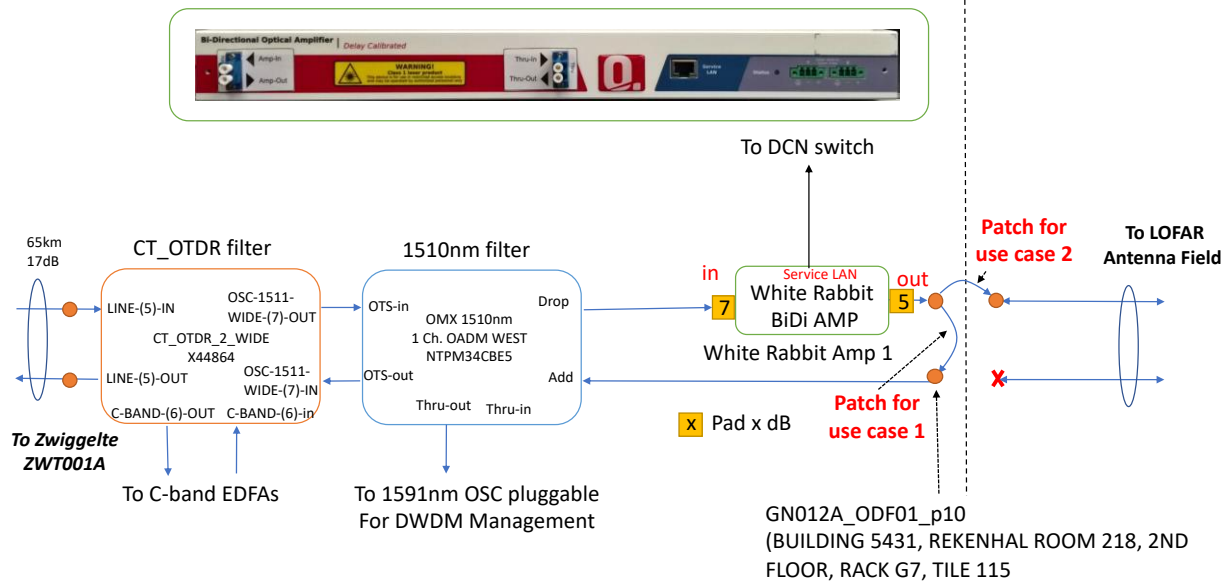 Bi-Directional Optical Amplifier | Delay Calibrated
Amp-In
Amp-Out
WARNING!
Class 1 laser product
Thru-In
Thru-Out
Q.
Service
LAN
Status
To DCN switch
65km
17dB
CT_OTDR filter
1510nm filter
LINE-(5)-IN
OSC-1511-
WIDE-(7)-OUT
CT_OTDR_2_WIDE
X44864
LINE-(5)-OUT
OSC-1511-
WIDE-(7)-IN
C-BAND-(6)-OUT
C-BAND-(6)-in
OTS-in
Drop
OMX 1510nm
1 Ch. OADM WEST
NTPM34CBE5
OTS-out
Add
Thru-out
Thru-in
in
7
Service LAN
White Rabbit
BiDi AMP
out
5
White Rabbit Amp 1
Patch for
use case 2
To LOFAR
Antenna Field
x
Patch for
use case 1
x Pad x dB
To Zwiggelte
ZWT001A
To C-band EDFAs
To 1591nm OSC pluggable
For DWDM Management
GN012A_ODF01_p10
(BUILDING 5431, REKENHAL ROOM 218, 2ND
FLOOR, RACK G7, TILE 115